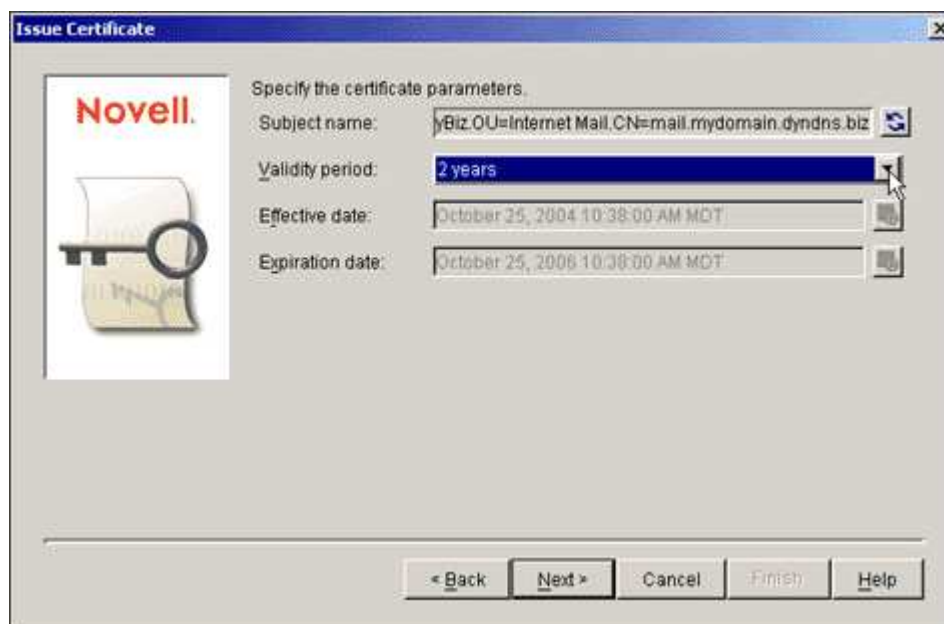 Issue Certificate
Novell.
Specify the certificate parameters.
Subject name: yBiz.OU=Internet Mail.CN=mail.mydomain.dyndns.biz
Validity period: 2 years
Effective date: October 25, 2004 10:38:00 AM MDT
Expiration date: October 25, 2006 10:38:00 AM MDT
< Back Next > Cancel Finish Help